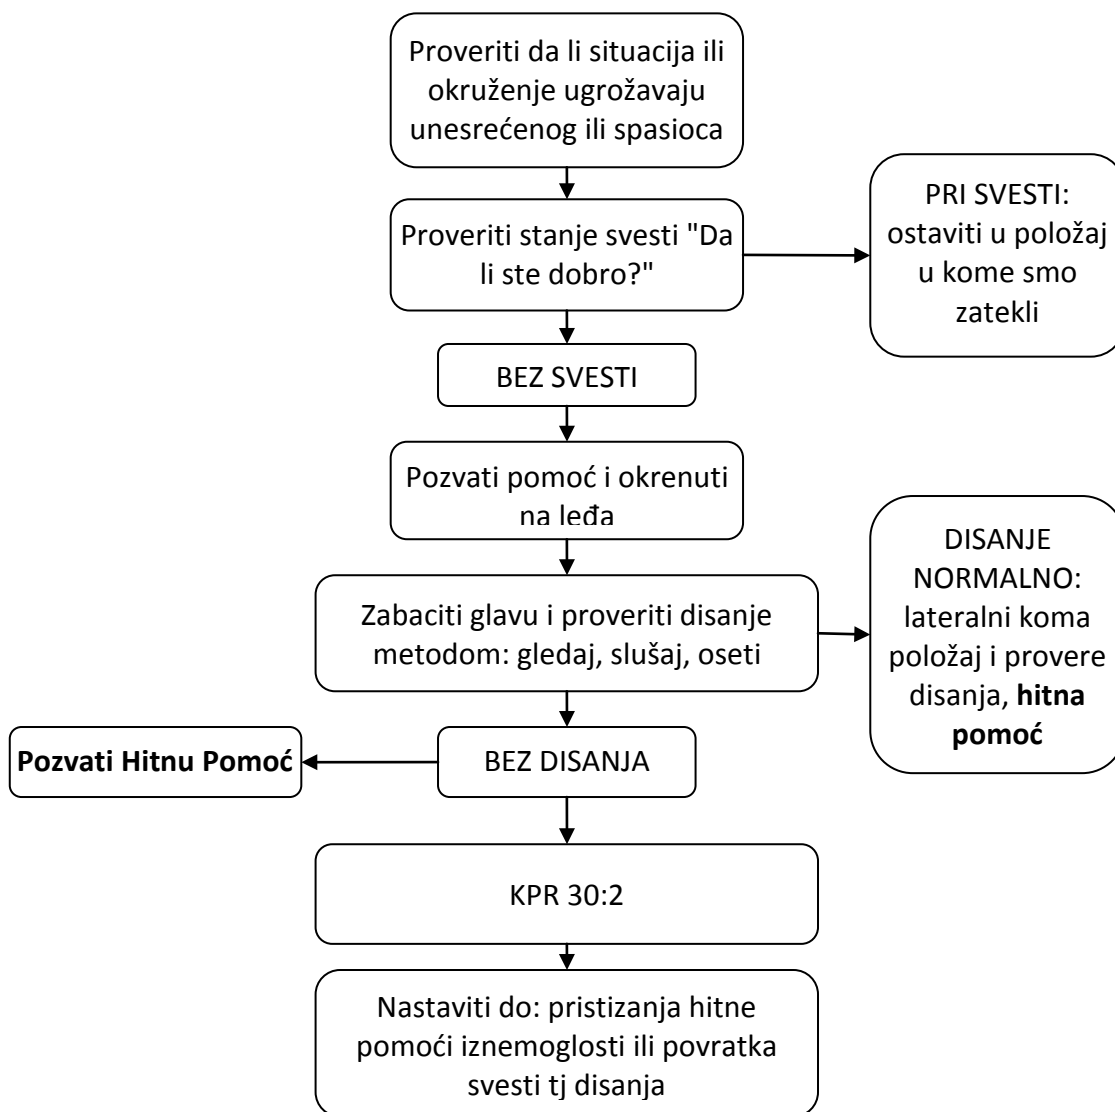 Proveriti da li situacija ili
okruženje ugrožavaju
unesrećenog ili spasioca
Proveriti stanje svesti "Da
li ste dobro?"
PRI SVESTI:
ostaviti u položaj
u kome smo
zatekli
BEZ SVESTI
Pozvati pomoć i okrenuti
na leđa
Zabaciti glavu i proveriti disanje
metodom: gledaj, slušaj, oseti
DISANJE
NORMALNO:
lateralni koma
položaj i provere
disanja, hitna
pomoć
Pozvati Hitnu Pomoć
BEZ DISANJA
KPR 30:2
Nastaviti do: pristizanja hitne
pomoći iznemoglosti ili povratka
svesti tj disanja